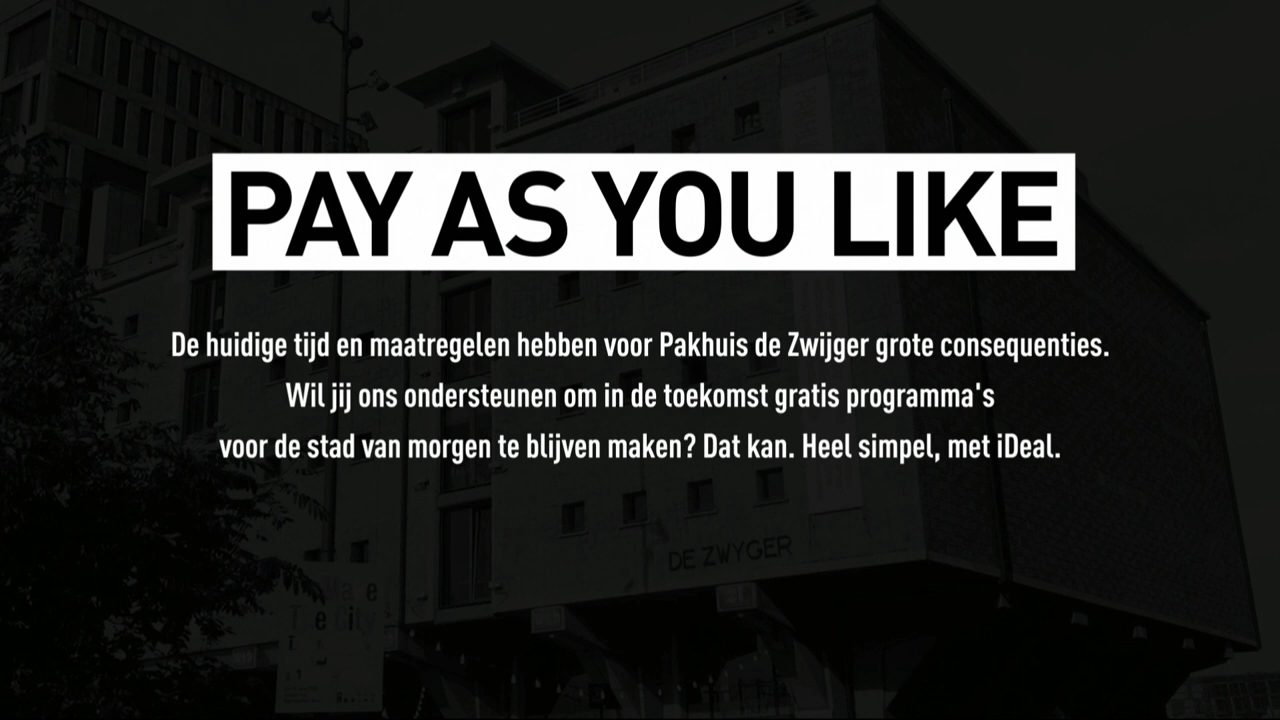 PAY AS YOU LIKE
De huidige tijd en maatregelen hebben voor Pakhuis de Zwijger grote consequenties.
Wil jij ons ondersteunen om in de toekomst gratis programma's
voor de stad van morgen te blijven maken? Dat kan. Heel simpel, met iDeal.
DE ZWYGER